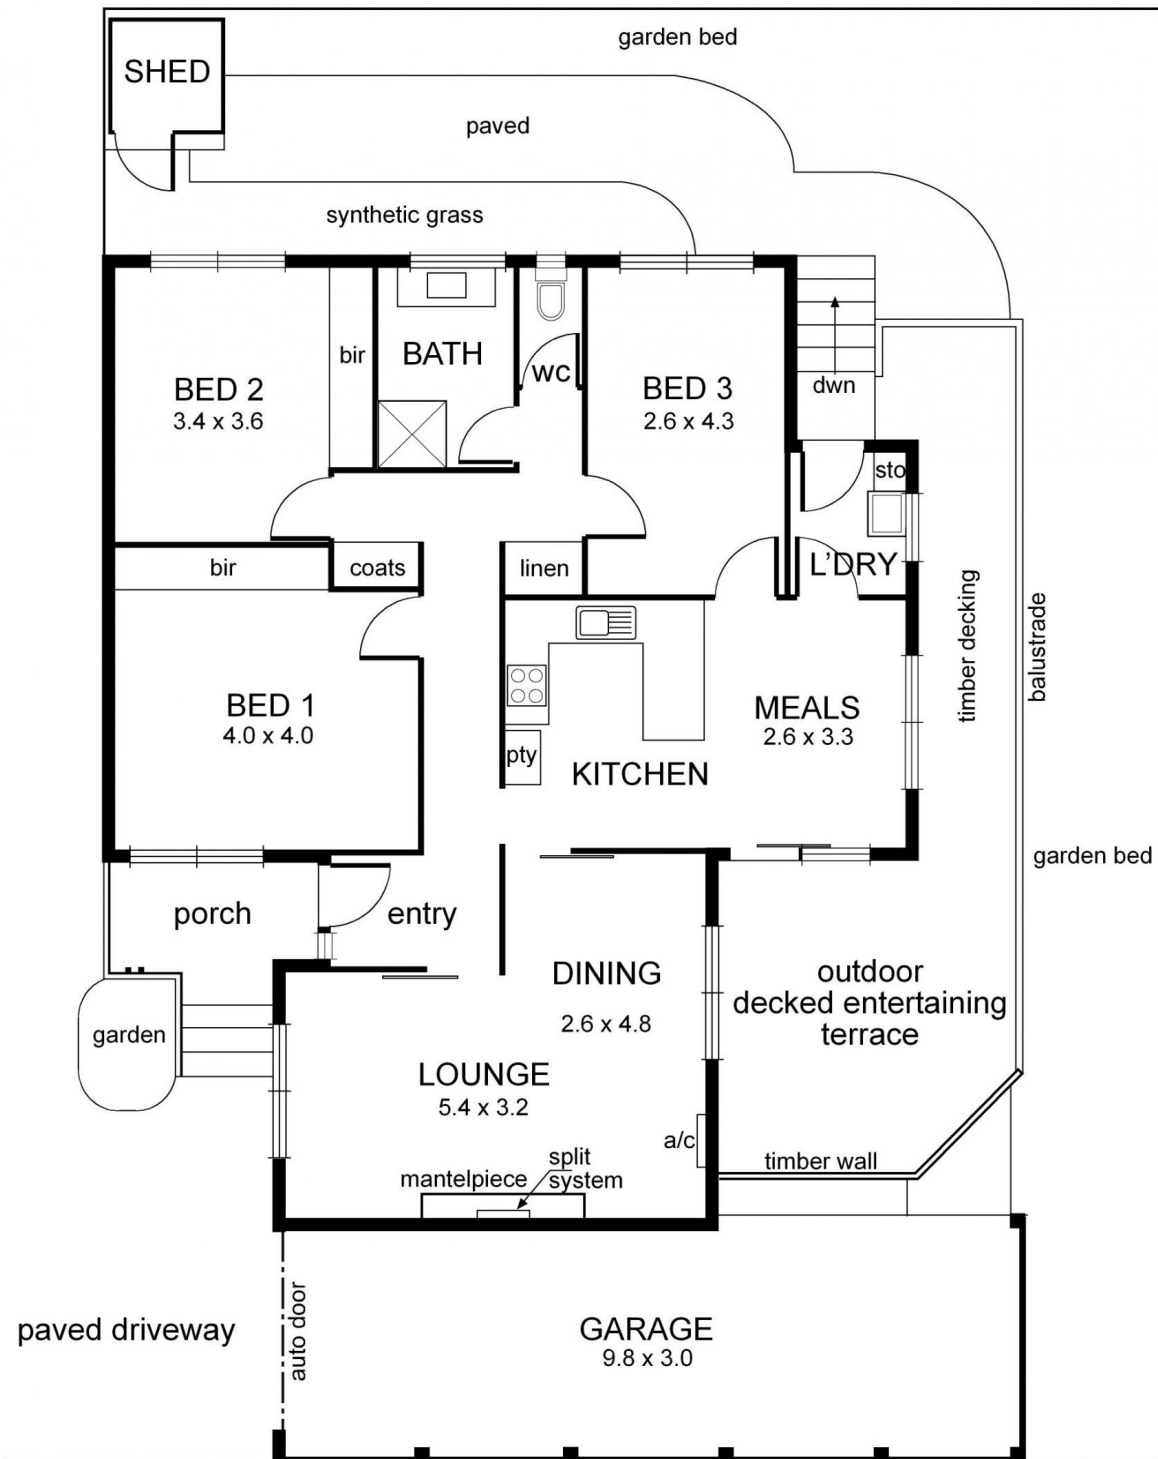 garden bed
SHED
paved
synthetic grass
bir
BATH
wc
BED 2
3.4 x 3.6
BED 3
2.6 x 4.3
dwn
sto
L'DRY
bir
coats
linen
timber decking
balustrade
BED 1
4.0 x 4.0
MEALS
2.6 x 3.3
pty
KITCHEN
garden bed
porch
entry
DINING
2.6 x 4.8
outdoor
decked entertaining
terrace
garden
LOUNGE
5.4 x 3.2
a/c
split
system
mantelpiece
timber wall
paved driveway
auto door
GARAGE
9.8 x 3.0